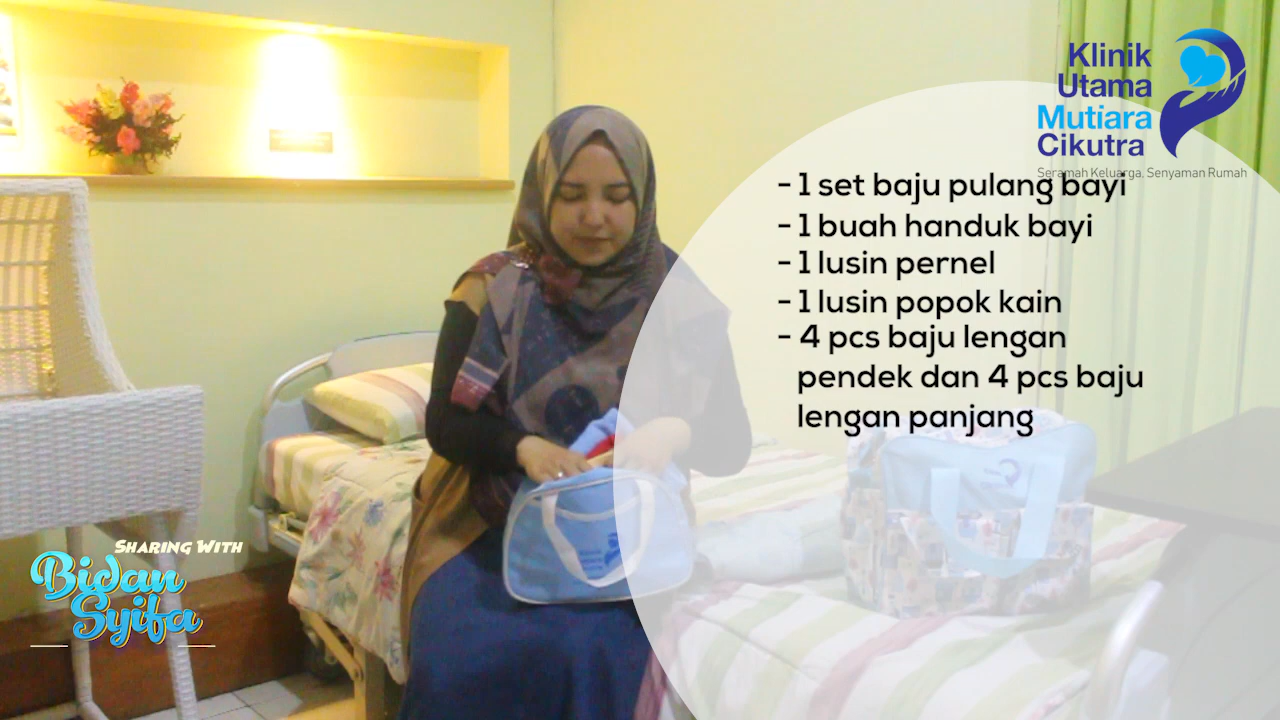 Klinik
Utama
Mutiara
Cikutra
Seramah Keluarga, Senyaman Rumah
- 1 set baju pulang bayi
- 1 buah handuk bayi
- 1 lusin pernel
- 1 lusin popok kain
- 4 pcs baju lengan
pendek dan 4 pcs baju
lengan panjang
Sharing With
Bidan
Syifa